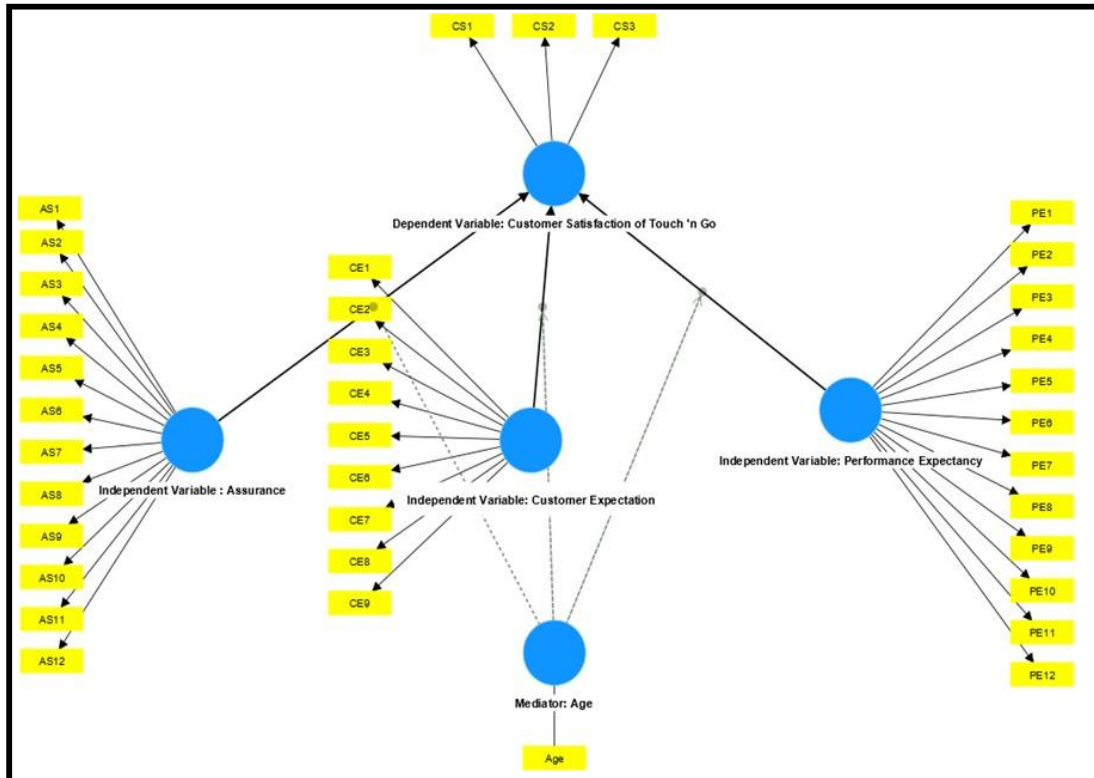 CS1
CS2
CS3
Dependent Variable: Customer Satisfaction of Touch 'n Go
AS1
AS2
AS3
AS4
AS5
AS6
AS7
AS8
AS9
AS10
AS11
AS12
Independent Variable : Assurance
CE1
CE2
CE3
CE4
CE5
CE6
CE7
CE8
CE9
Independent Variable: Customer Expectation
PE1
PE2
PE3
PE4
PE5
PE6
PE7
PE8
PE9
PE10
PE11
PE12
Independent Variable: Performance Expectancy
Mediator: Age
Age